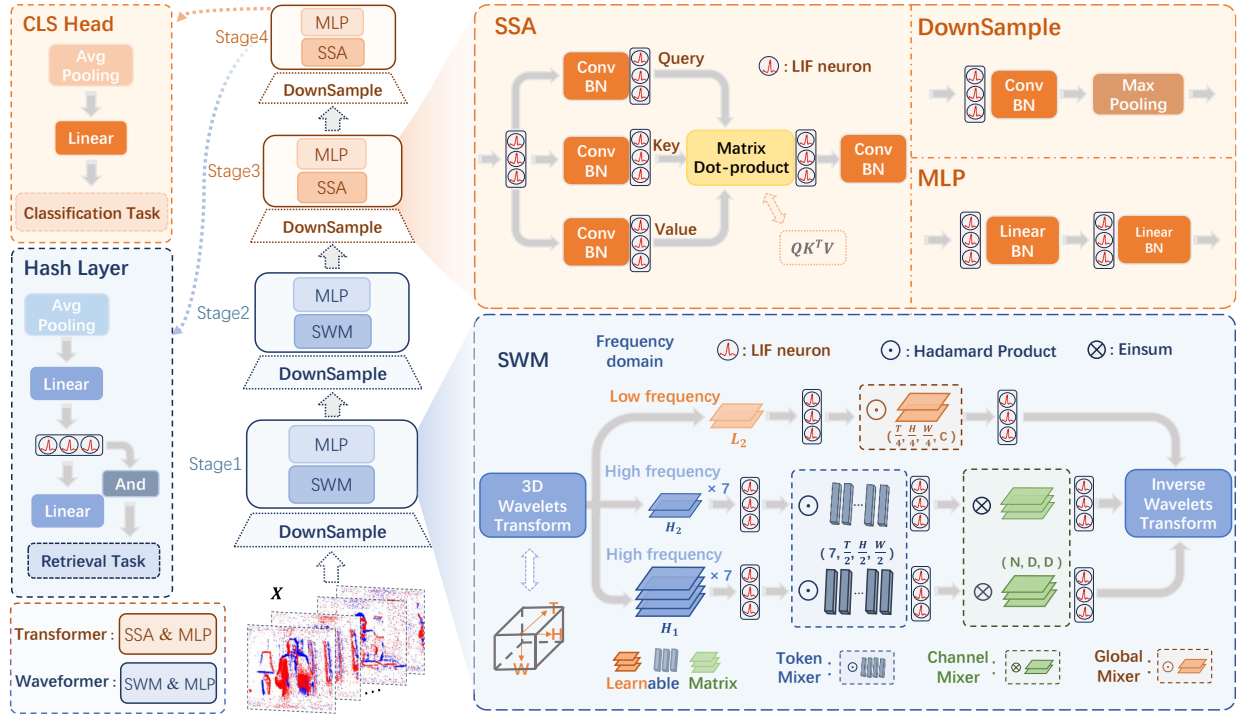 CLS Head
Avg
Pooling
Linear
Classification Task
Hash Layer
Avg
Pooling
Linear
And
Linear
Retrieval Task
Transformer : SSA & MLP
Waveformer : SWM & MLP
Stage4
MLP
SSA
DownSample
Stage3
MLP
SSA
DownSample
Stage2
MLP
SWM
DownSample
Stage1
MLP
SWM
DownSample
X
...
SSA
Conv
BN
Query
: LIF neuron
Conv
BN
Key
Matrix
Dot-product
Conv
BN
Conv
BN
Value
QKᵀV
DownSample
Conv
BN
Max
Pooling
MLP
Linear
BN
Linear
BN
SWM
Frequency
domain
: LIF neuron
: Hadamard Product
: Einsum
Low frequency
L₂
(T/4, H/4, W/4, C)
High frequency
× 7
H₂
3D
Wavelets
Transform
...
Inverse
Wavelets
Transform
High frequency
× 7
H₁
(7, T/2, H/2, W/2)
...
(N, D, D)
T
H
W
Learnable Matrix
Token
Mixer :
Channel
Mixer :
Global
Mixer :